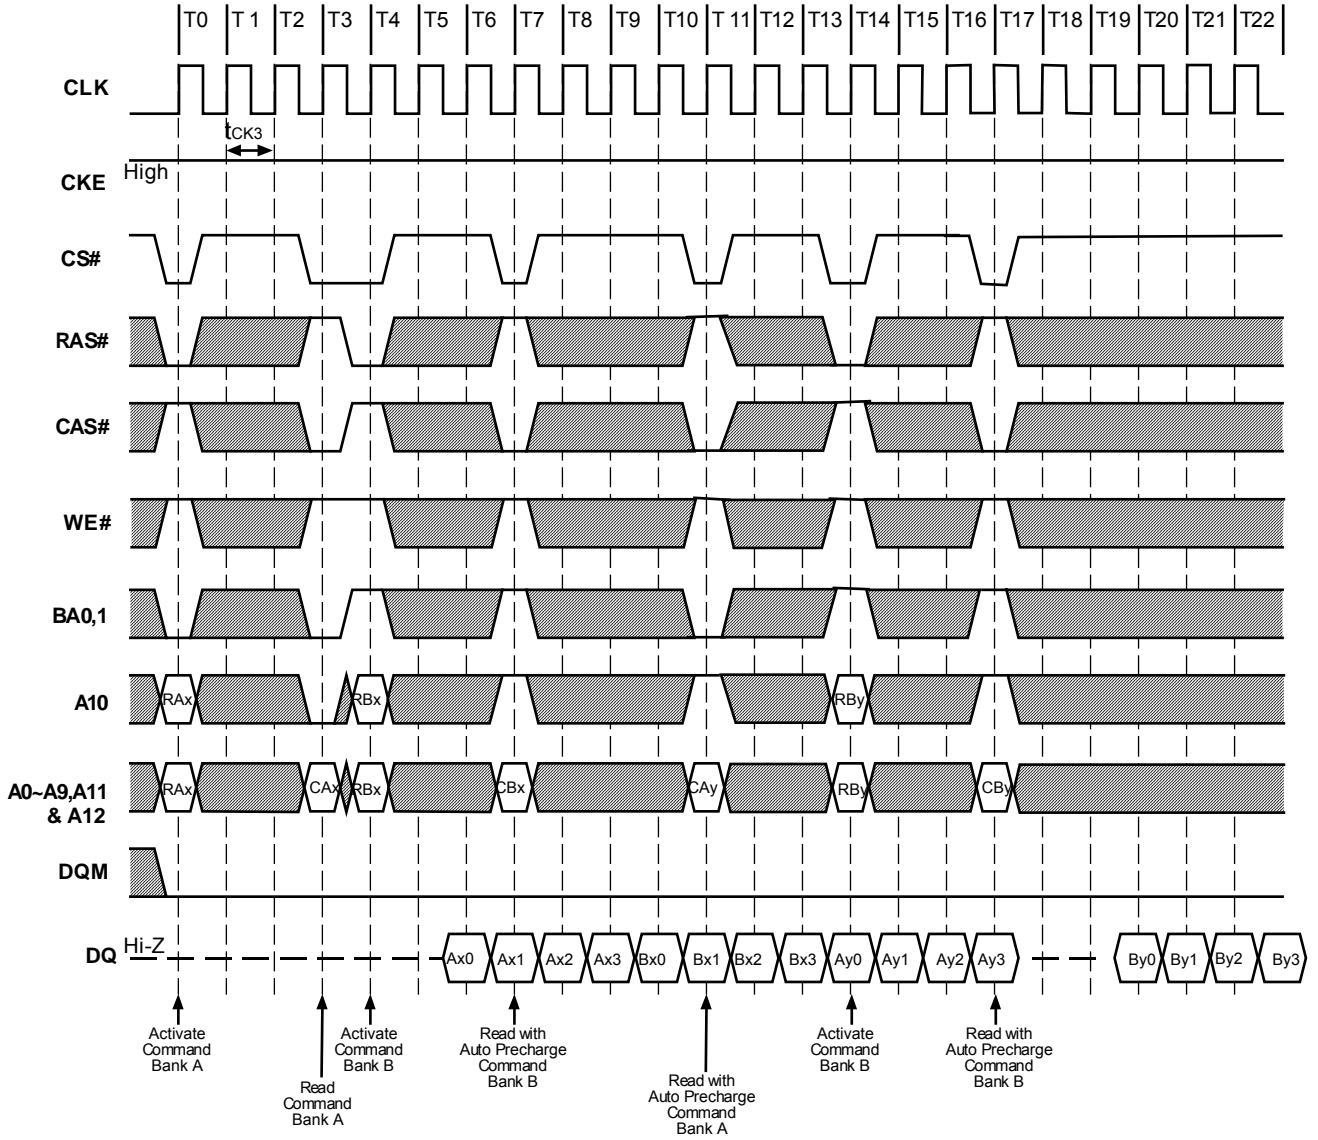 T0 T 1 T2 T3 T4 T5 T6 T7 T8 T9 T10 T 11 T12 T13 T14 T15 T16 T17 T18 T19 T20 T21 T22
CLK
tCK3
High
CKE
CS#
RAS#
CAS#
WE#
BA0,1
A10
RAx RBx RBy
A0~A9,A11
& A12
RAx CAx RBx CBx CAy RBy CBy
DQM
DQ
Hi-Z
Ax0 Ax1 Ax2 Ax3 Bx0 Bx1 Bx2 Bx3 Ay0 Ay1 Ay2 Ay3 By0 By1 By2 By3
Activate
Command
Bank A
Read
Command
Bank A
Activate
Command
Bank B
Read with
Auto Precharge
Command
Bank B
Read with
Auto Precharge
Command
Bank A
Activate
Command
Bank B
Read with
Auto Precharge
Command
Bank B